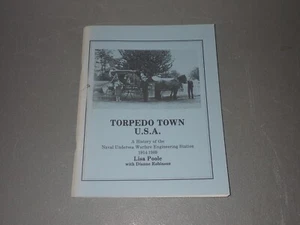 TORPEDO TOWN
U.S.A.
A History of the
Naval Undersea Warfare Engineering Station
1914-1989
Lisa Poole
with Dianne Robinson